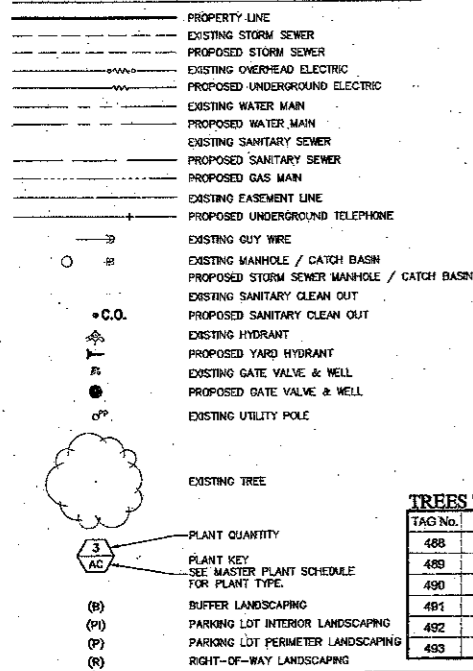 PROPERTY LINE
EXISTING STORM SEWER
PROPOSED STORM SEWER
EXISTING OVERHEAD ELECTRIC
PROPOSED UNDERGROUND ELECTRIC
EXISTING WATER MAIN
PROPOSED WATER MAIN
EXISTING SANITARY SEWER
PROPOSED SANITARY SEWER
PROPOSED GAS MAIN
EXISTING EASEMENT LINE
PROPOSED UNDERGROUND TELEPHONE
EXISTING GUY WIRE
EXISTING MANHOLE / CATCH BASIN
PROPOSED STORM SEWER MANHOLE / CATCH BASIN
EXISTING SANITARY CLEAN OUT
C.O. PROPOSED SANITARY CLEAN OUT
EXISTING HYDRANT
PROPOSED YARD HYDRANT
EXISTING GATE VALVE & WELL
PROPOSED GATE VALVE & WELL
PP EXISTING UTILITY POLE
EXISTING TREE
PLANT QUANTITY
3
AC
PLANT KEY
SEE MASTER PLANT SCHEDULE
FOR PLANT TYPE.
(B) BUFFER LANDSCAPING
(PI) PARKING LOT INTERIOR LANDSCAPING
(P) PARKING LOT PERIMETER LANDSCAPING
(R) RIGHT-OF-WAY LANDSCAPING
TREES
TAG No.
488
489
490
491
492
493